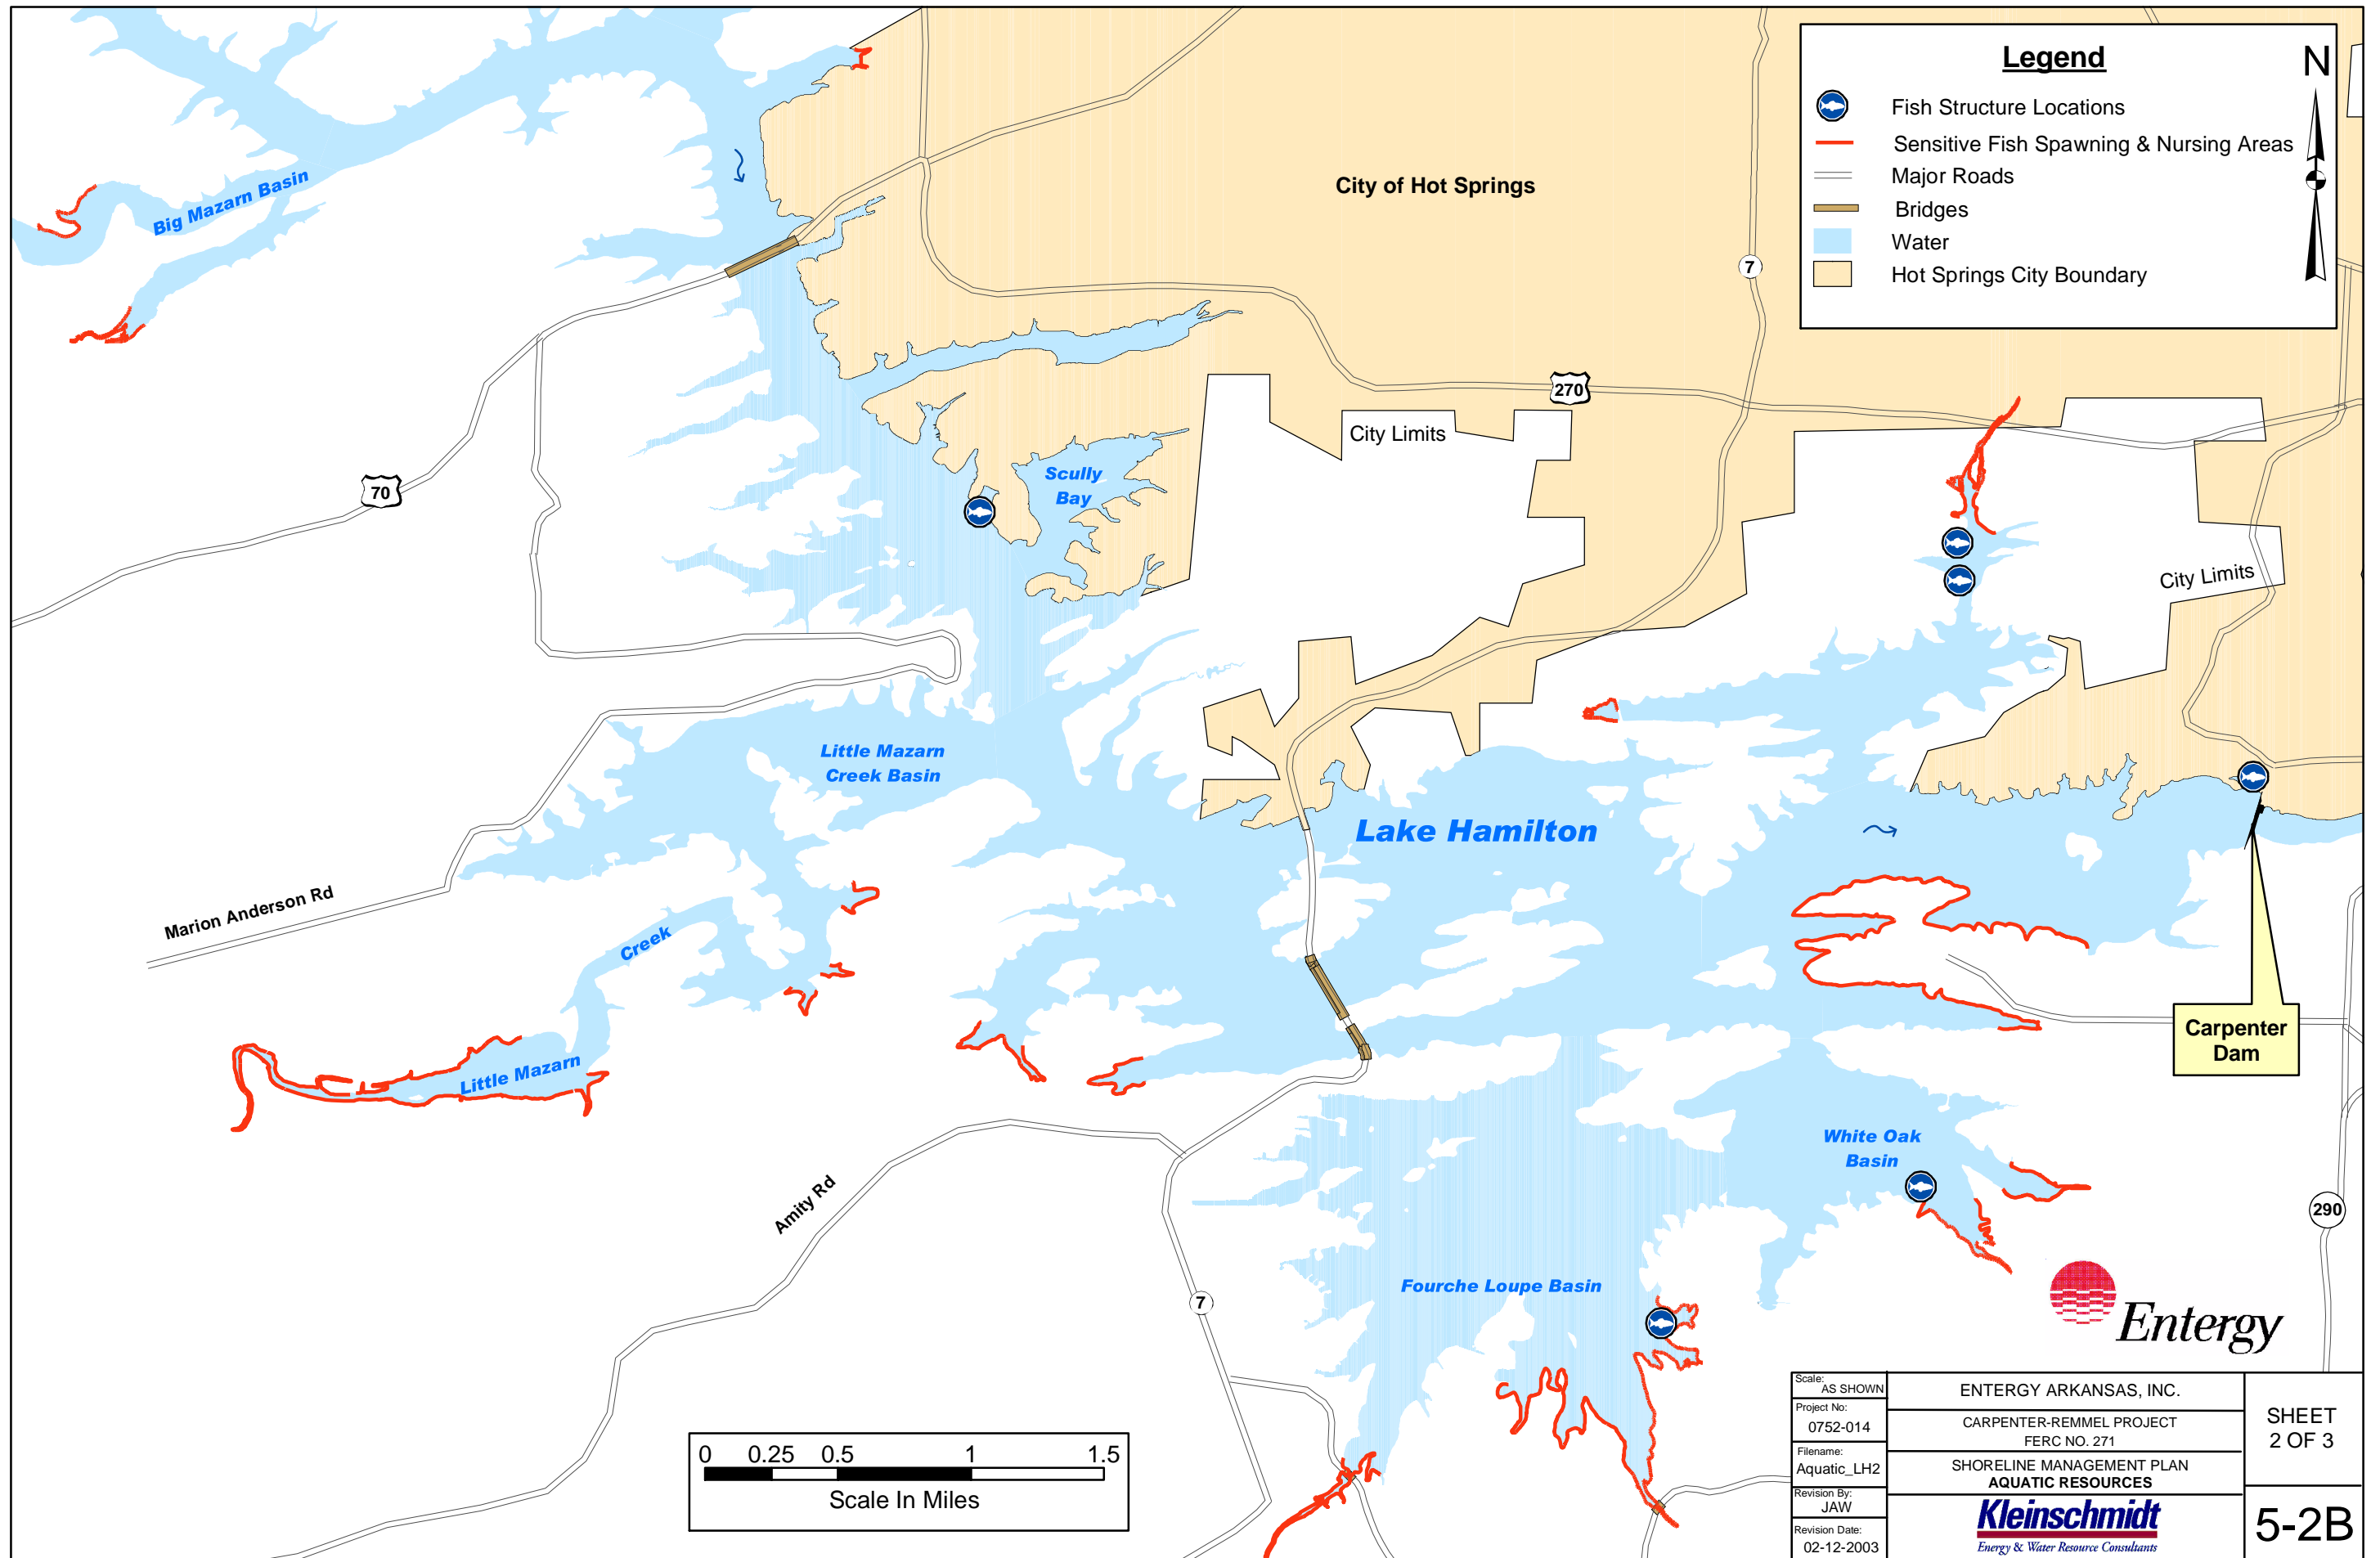 Legend
N
Fish Structure Locations
Sensitive Fish Spawning & Nursing Areas
Major Roads
Bridges
Water
Hot Springs City Boundary
City of Hot Springs
Big Mazarn Basin
7
270
City Limits
Scully
Bay
70
City Limits
Little Mazarn
Creek Basin
Lake Hamilton
Marion Anderson Rd
Creek
Little Mazarn
Carpenter
Dam
White Oak
Basin
Amity Rd
290
Fourche Loupe Basin
7
Entergy
0 0.25 0.5 1 1.5
Scale In Miles
Scale:
AS SHOWN
Project No:
0752-014
Filename:
Aquatic_LH2
Revision By:
JAW
Revision Date:
02-12-2003
ENTERGY ARKANSAS, INC.
CARPENTER-REMMEL PROJECT
FERC NO. 271
SHORELINE MANAGEMENT PLAN
AQUATIC RESOURCES
Kleinschmidt
Energy & Water Resource Consultants
SHEET
2 OF 3
5-2B